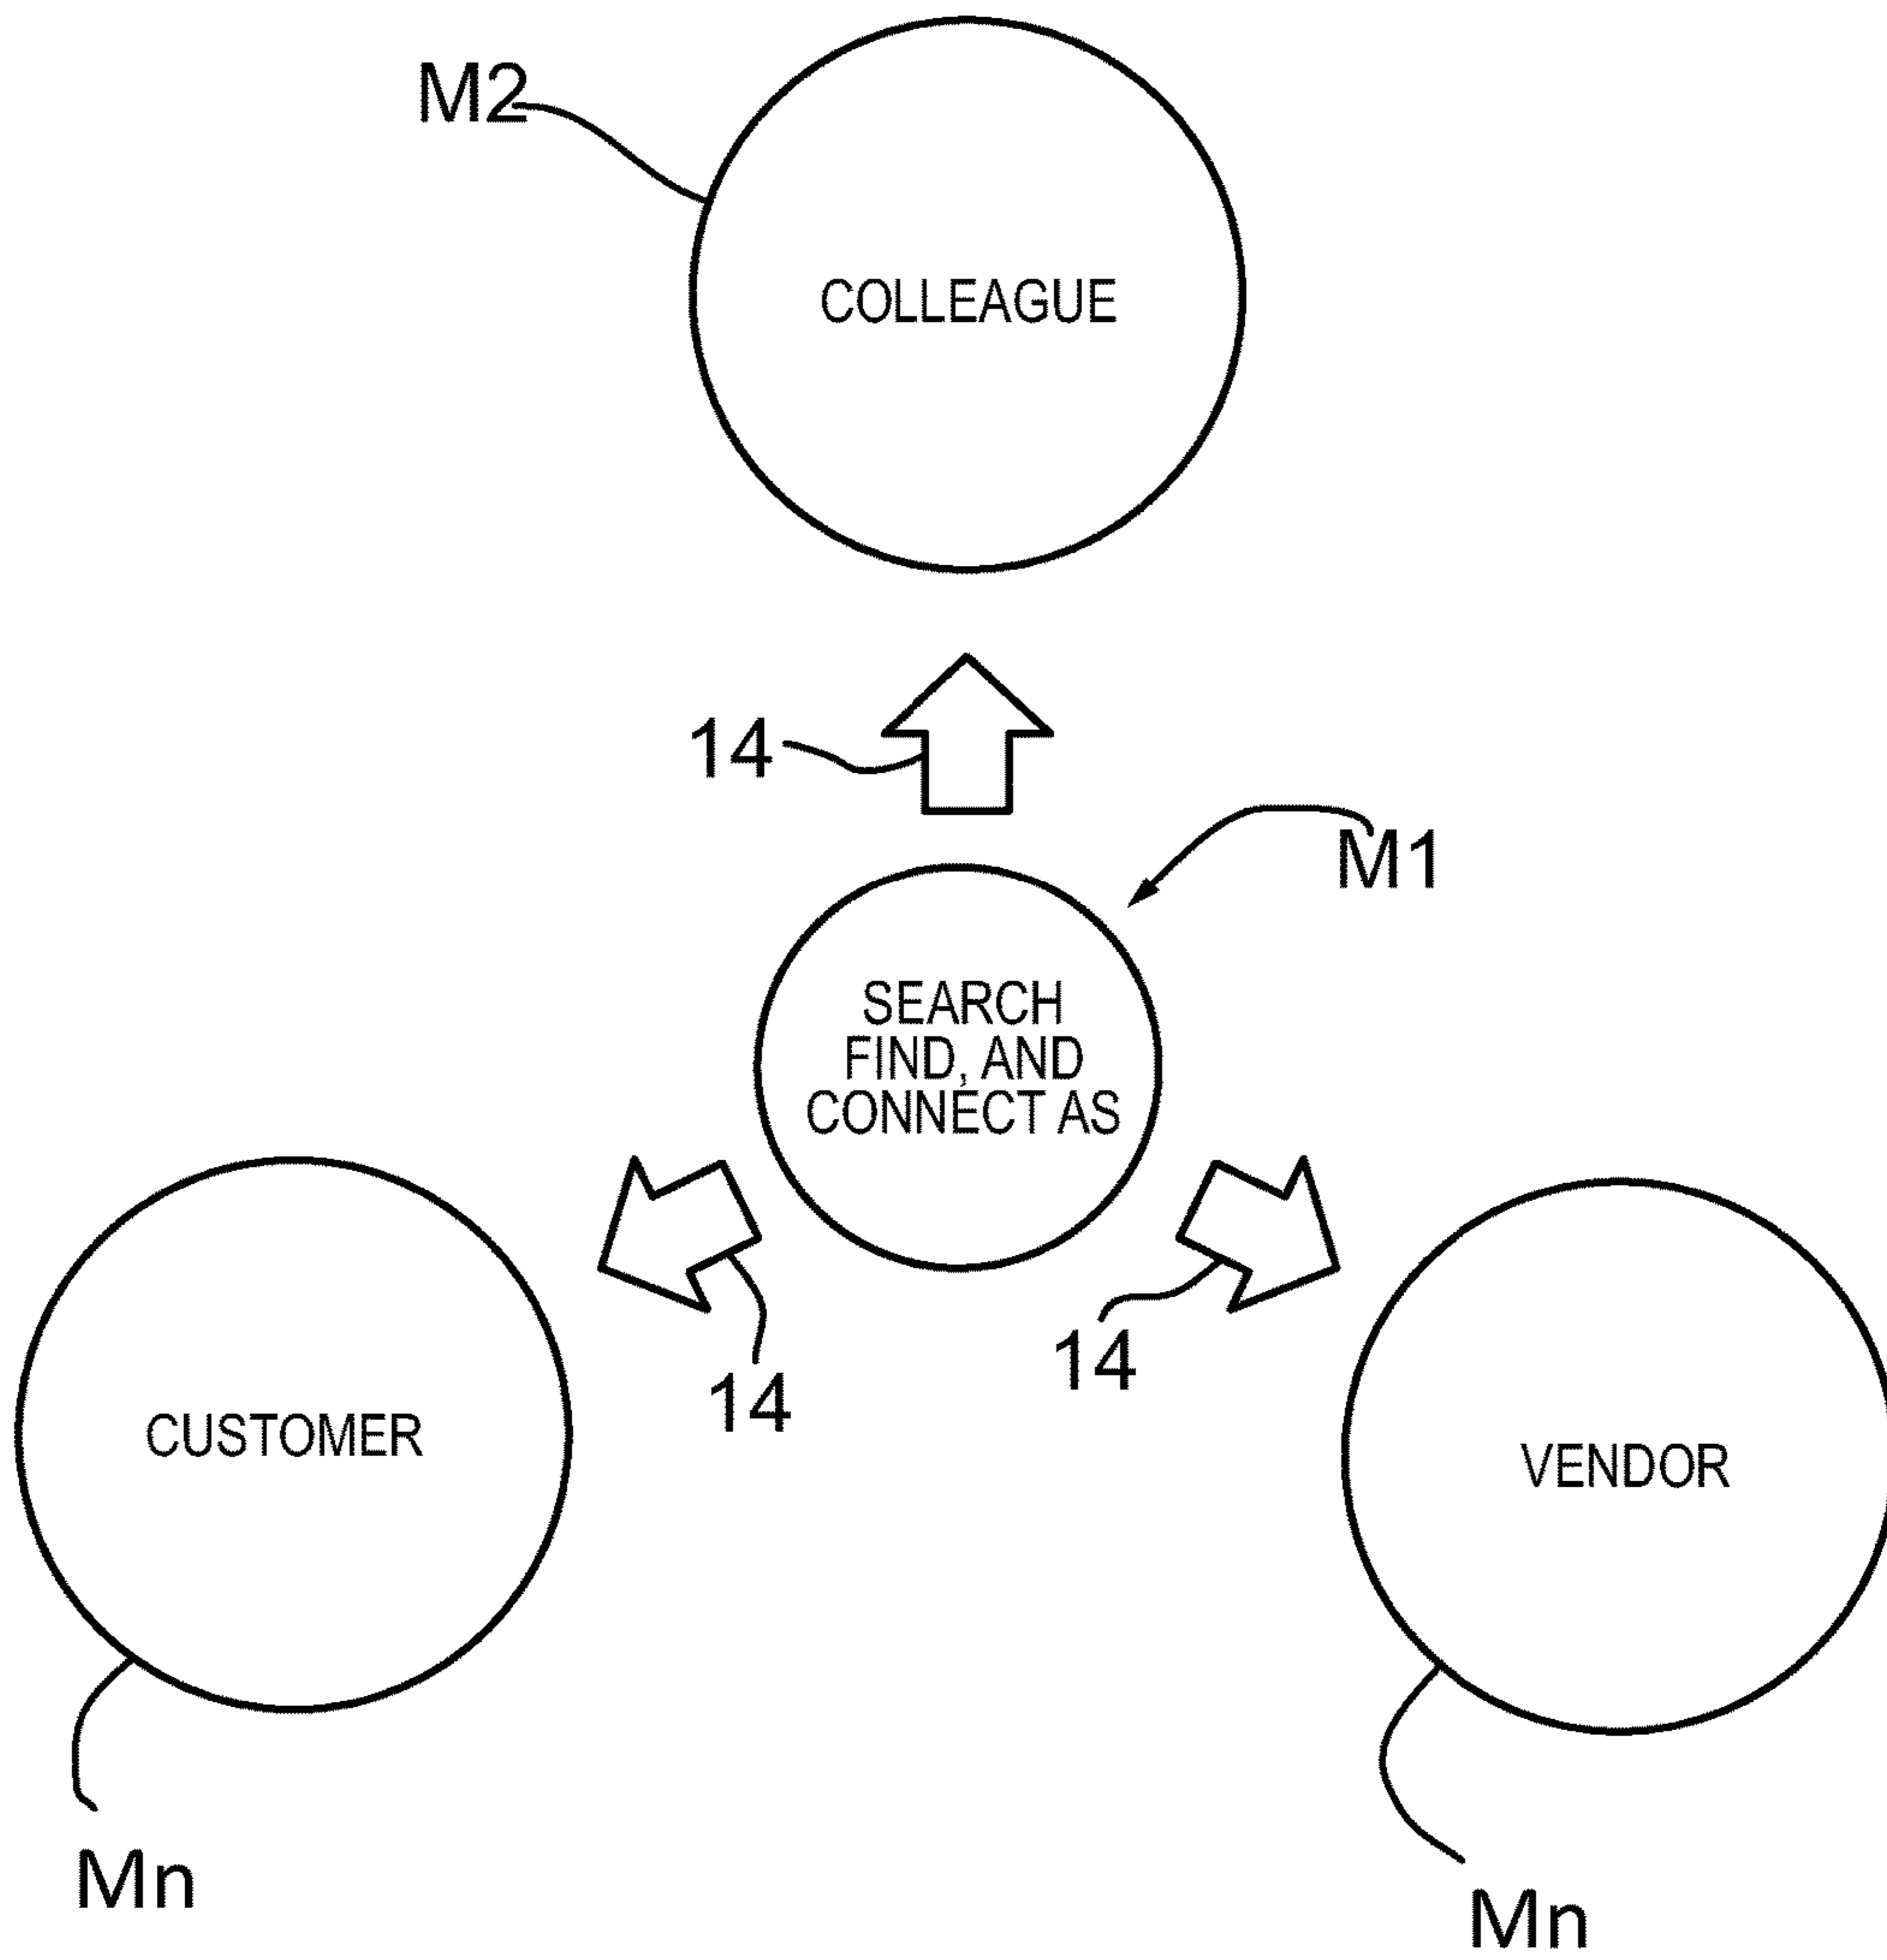 M2
COLLEAGUE
14
M1
SEARCH
FIND, AND
CONNECT AS
14
14
CUSTOMER
VENDOR
Mn
Mn